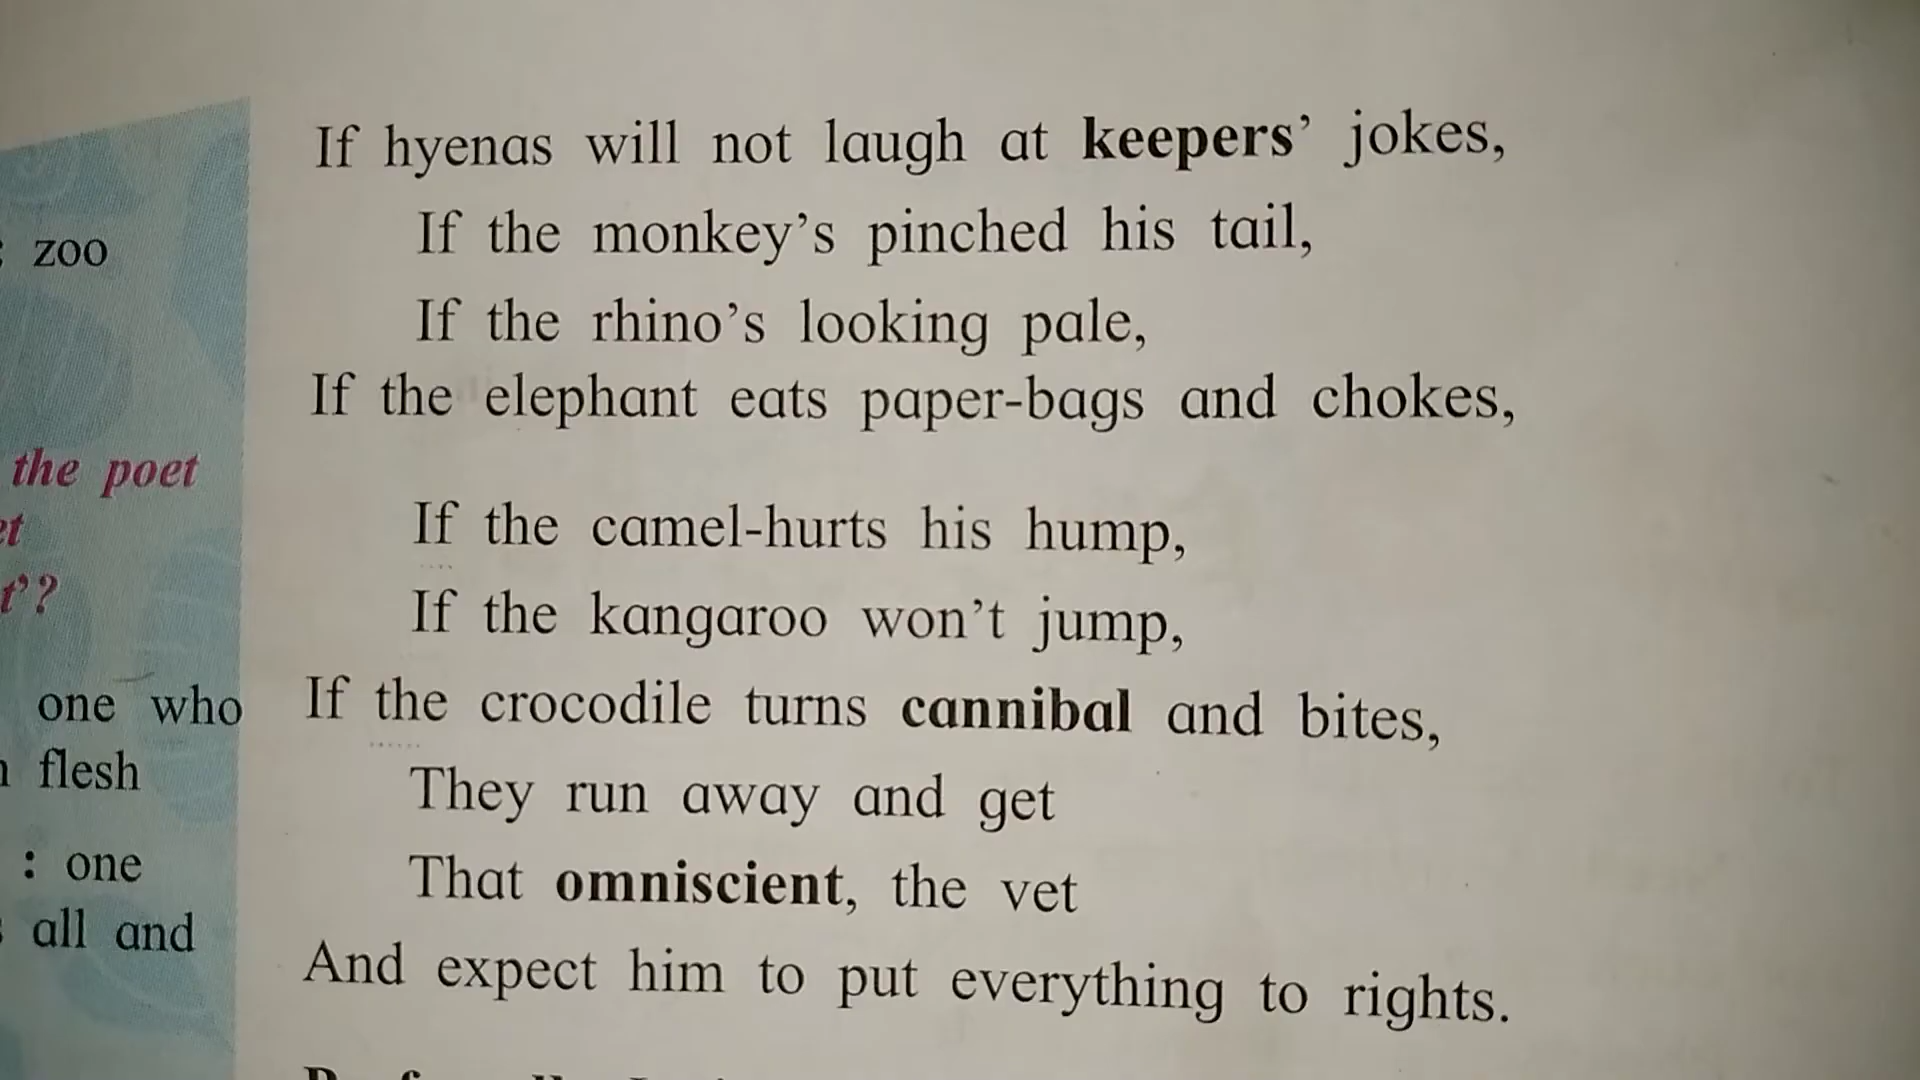 If hyenas will not laugh at keepers' jokes,
If the monkey's pinched his tail,
If the rhino's looking pale,
If the elephant eats paper-bags and chokes,
If the camel-hurts his hump,
If the kangaroo won't jump,
If the crocodile turns cannibal and bites,
They run away and get
That omniscient, the vet
And expect him to put everything to rights.
zoo
the poet
one who
flesh
: one
all and